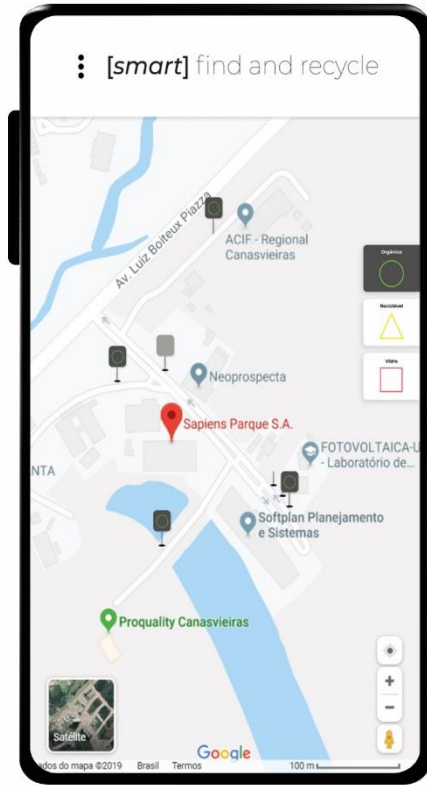 [smart] find and recycle
Av. Luiz Boiteux Piazza
ACIF - Regional
Canasvieiras
Orgânico
Reciclável
Vidro
Neoprospecta
Sapiens Parque S.A.
FOTOVOLTAICA-U
- Laboratório de...
NTA
Softplan Planejamento
e Sistemas
Proquality Canasvieiras
Satélite
Google
ados do mapa ©2019 Brasil Termos 100 m